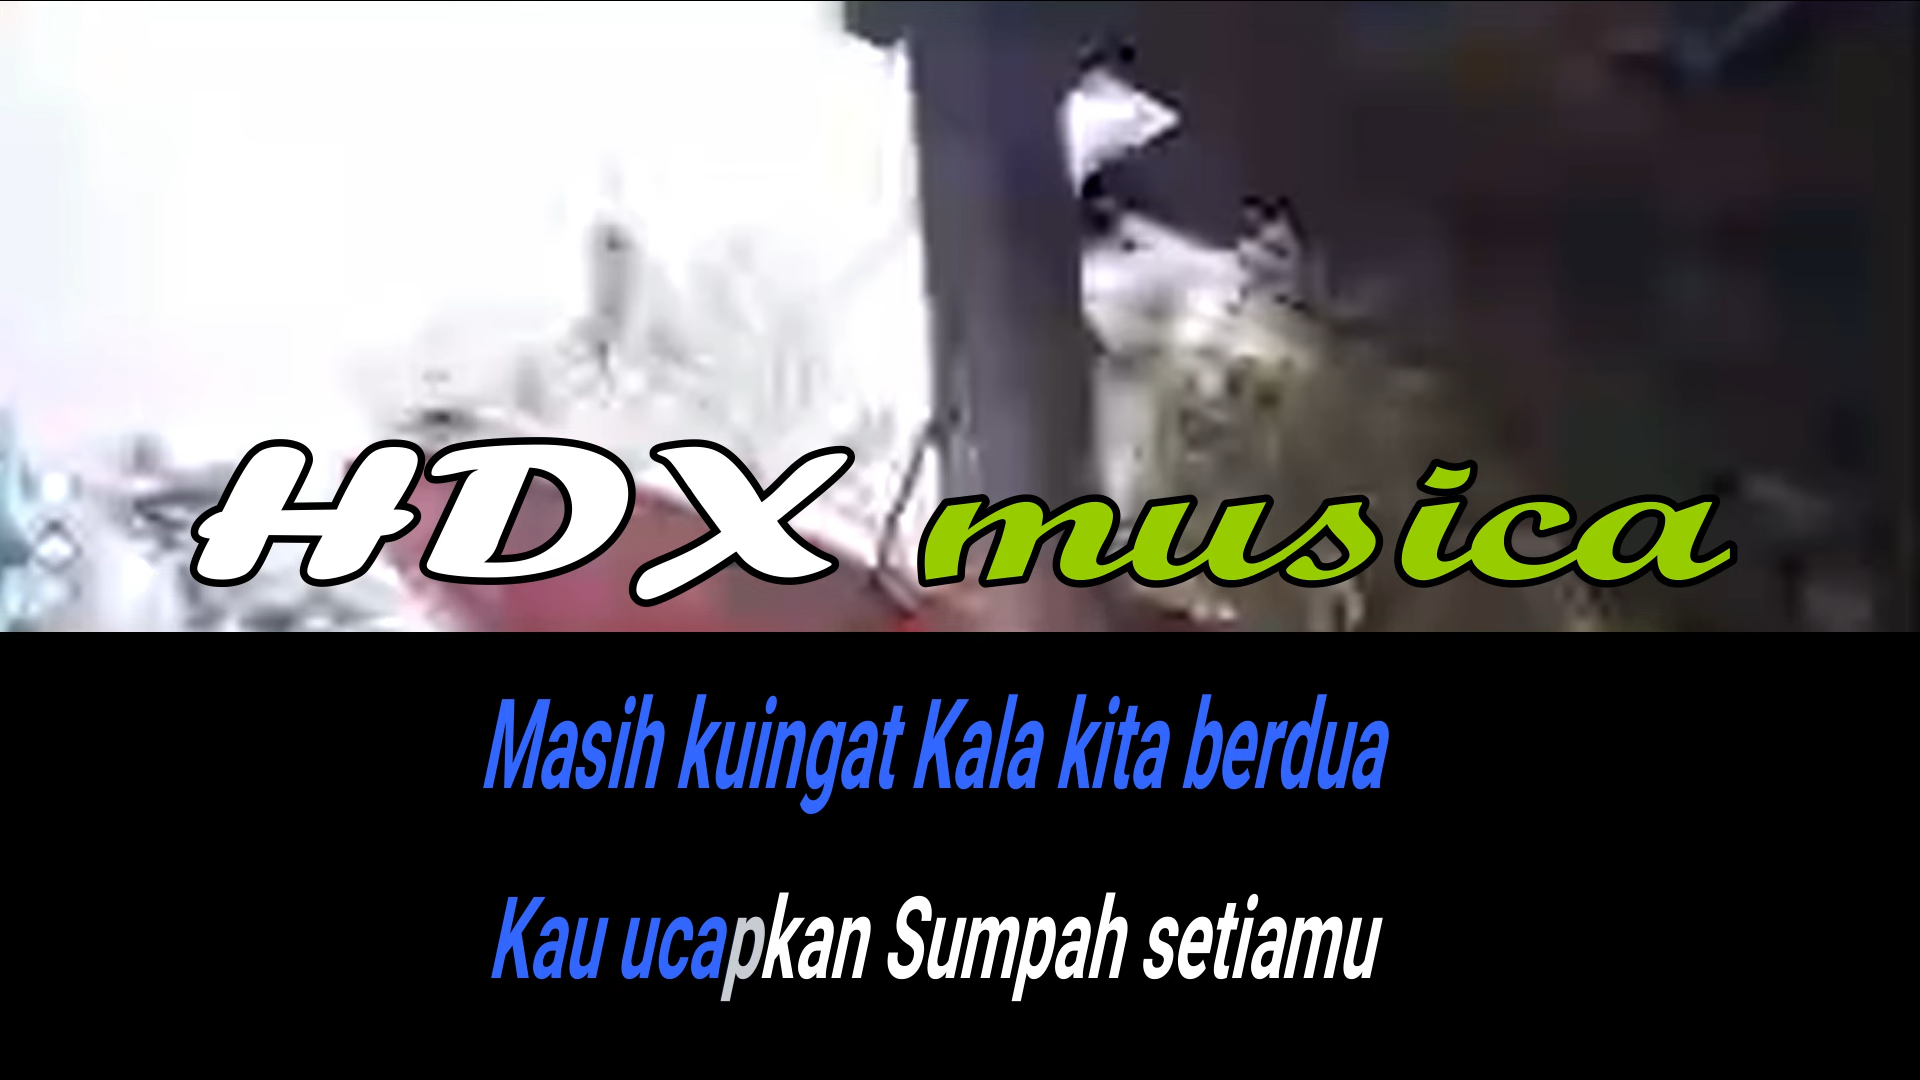 HDX musica
Masih kuingat Kala kita berdua
Kau ucapkan Sumpah setiamu